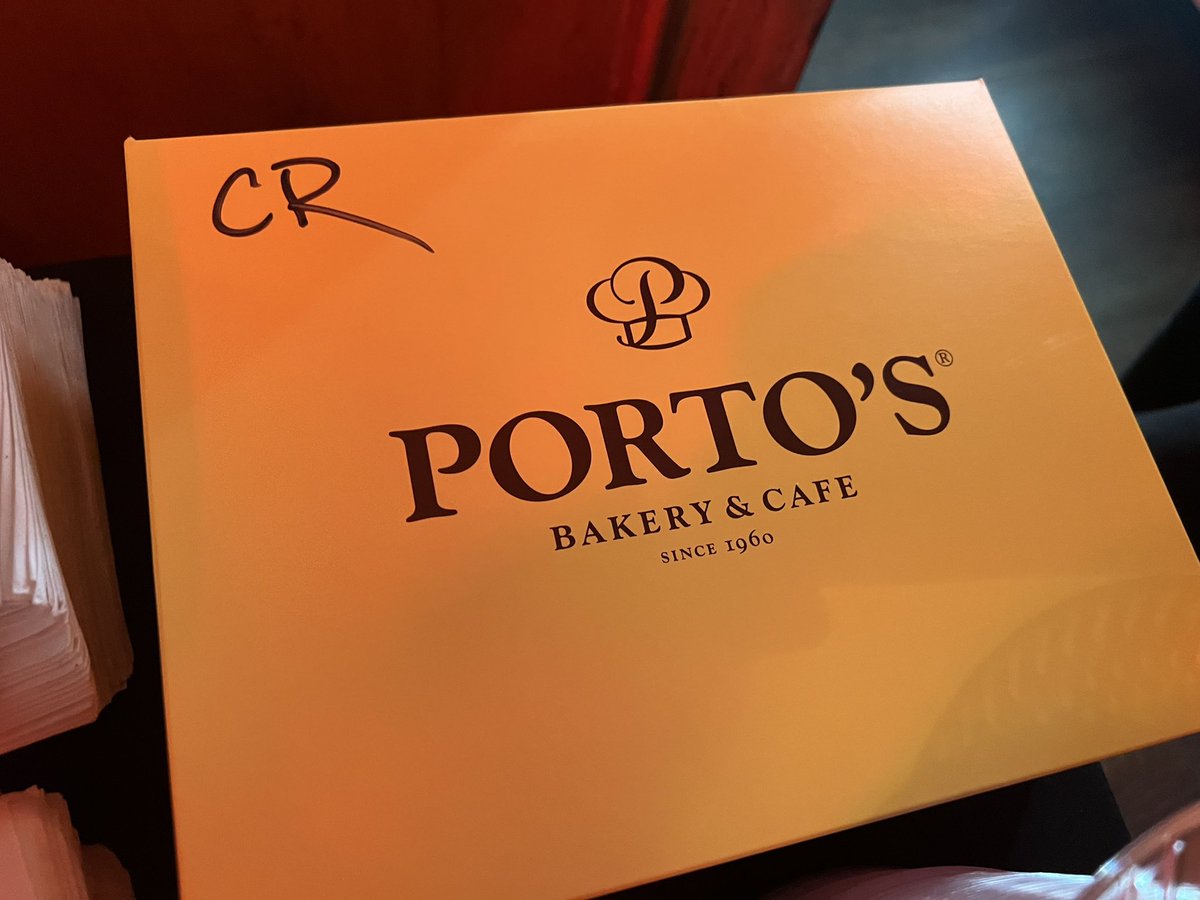 CR
P
PORTO'S®
BAKERY & CAFE
SINCE 1960